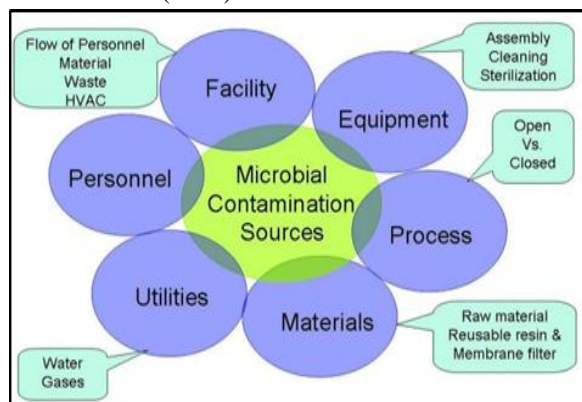 Flow of Personnel
Material
Waste
HVAC
Facility
Assembly
Cleaning
Sterilization
Equipment
Open
Vs.
Closed
Personnel
Microbial
Contamination
Sources
Process
Utilities
Materials
Raw material
Reusable resin &
Membrane filter
Water
Gases